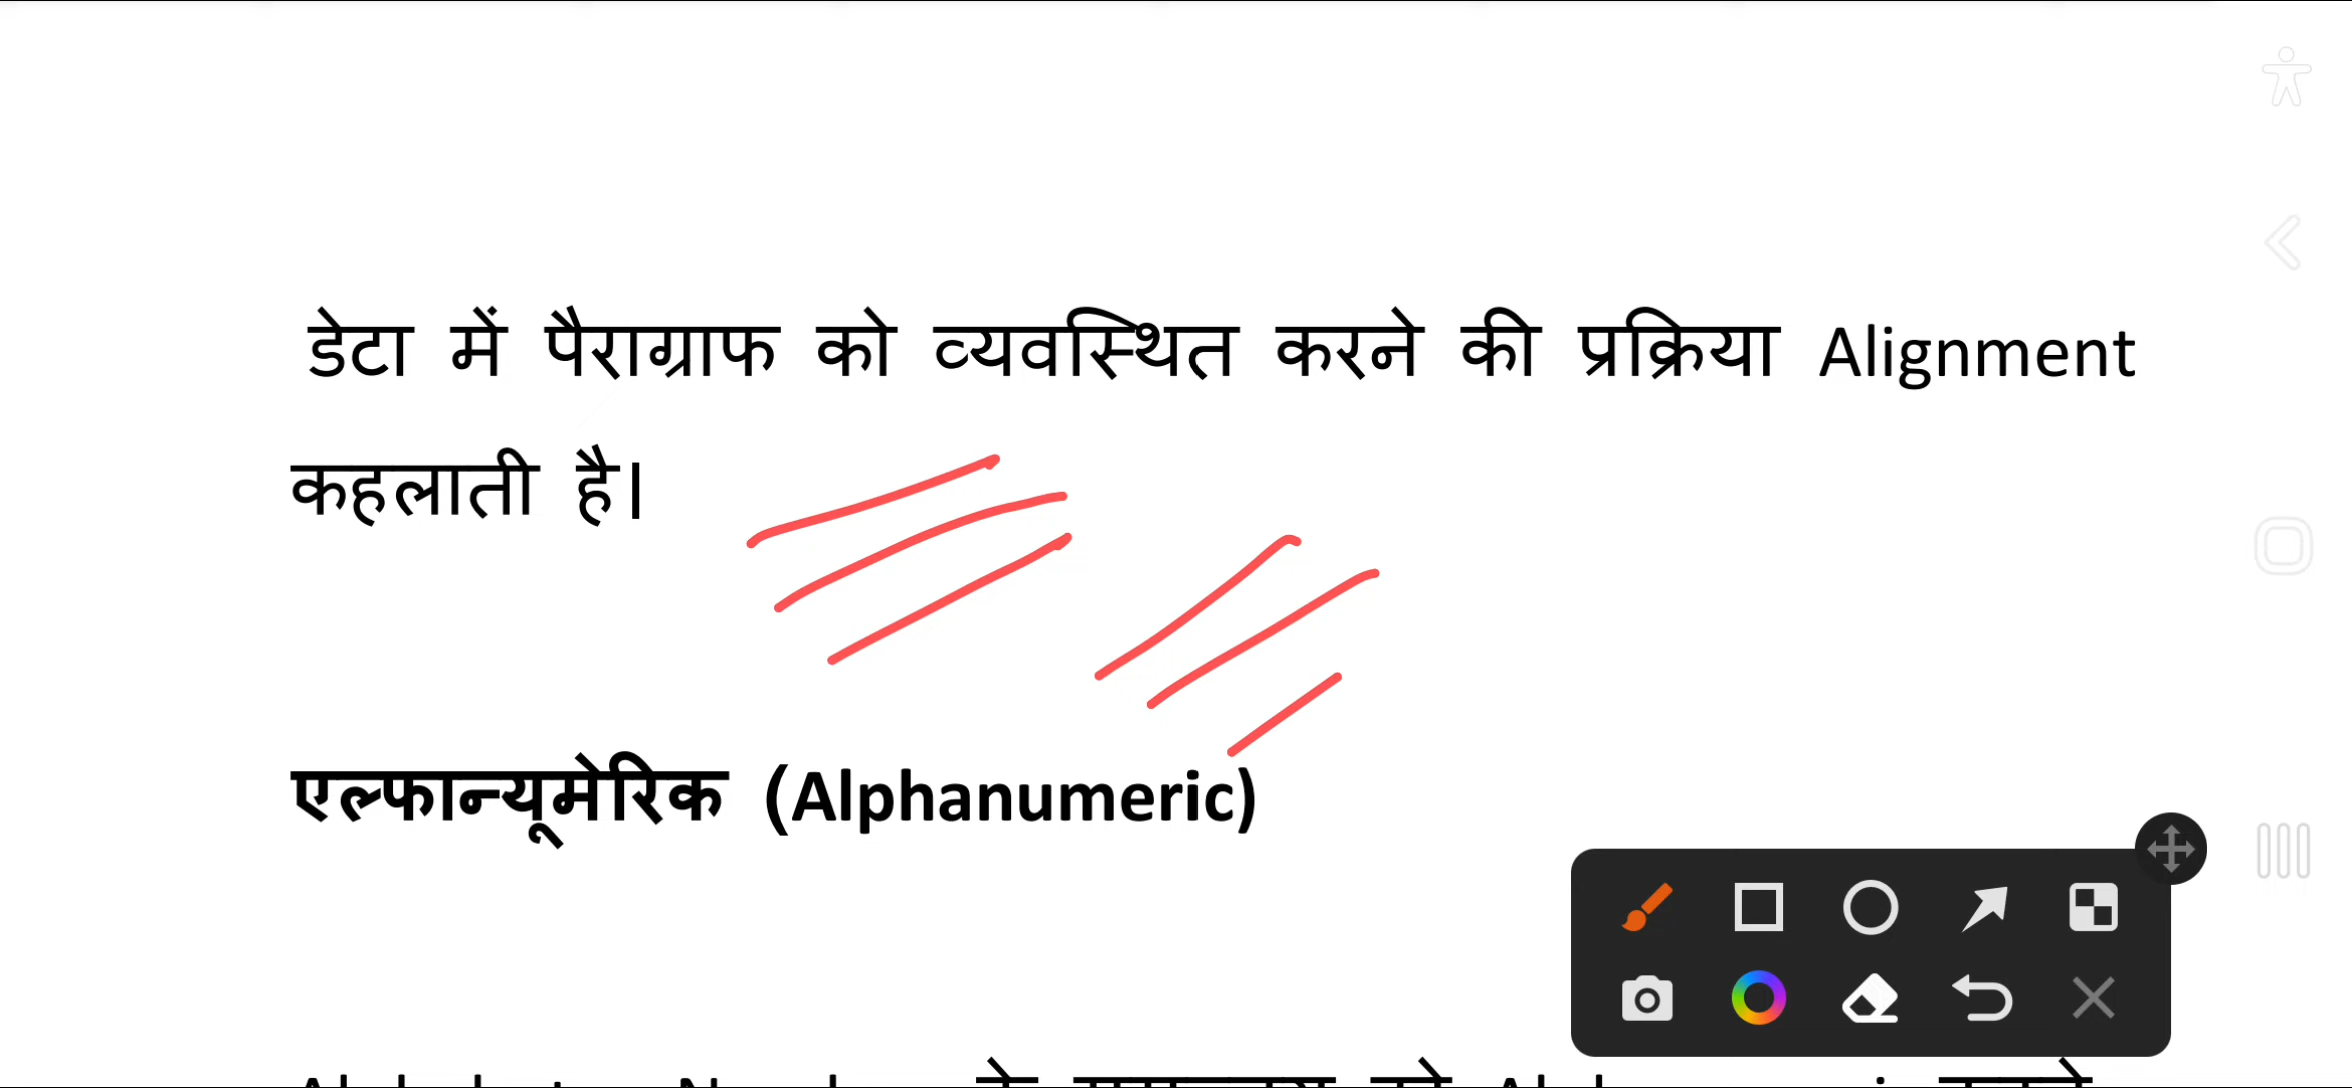 डेटा में पैराग्राफ को व्यवस्थित करने की प्रक्रिया Alignment
कहलाती है।
एल्फान्यूमेरिक (Alphanumeric)